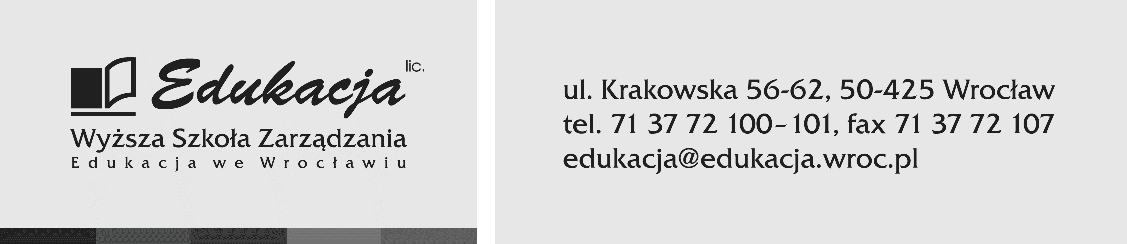 Edukacja lic.
Wyższa Szkoła Zarządzania
Edukacja we Wrocławiu
ul. Krakowska 56-62, 50-425 Wrocław
tel. 71 37 72 100–101, fax 71 37 72 107
edukacja@edukacja.wroc.pl